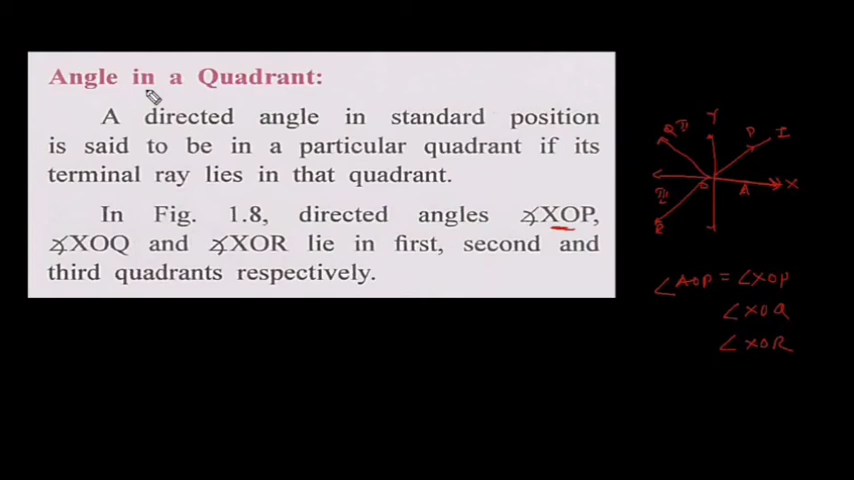 Angle in a Quadrant:
A directed angle in standard position
is said to be in a particular quadrant if its
terminal ray lies in that quadrant.
In Fig. 1.8, directed angles ∡XOP,
∡XOQ and ∡XOR lie in first, second and
third quadrants respectively.
Y
Q II
P I
O
A
X
III
R
∠AOP = ∠XOP
∠XOQ
∠XOR